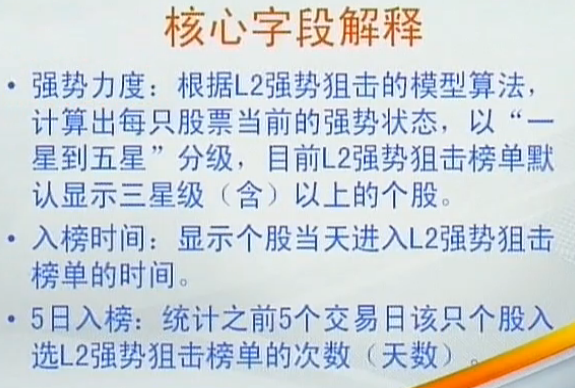 核心字段解释
• 强势力度：根据L2强势狙击的模型算法，
计算出每只股票当前的强势状态，以“一
星到五星”分级，目前L2强势狙击榜单默
认显示三星级（含）以上的个股。
• 入榜时间：显示个股当天进入L2强势狙击
榜单的时间。
• 5日入榜：统计之前5个交易日该只个股入
选L2强势狙击榜单的次数（天数）。